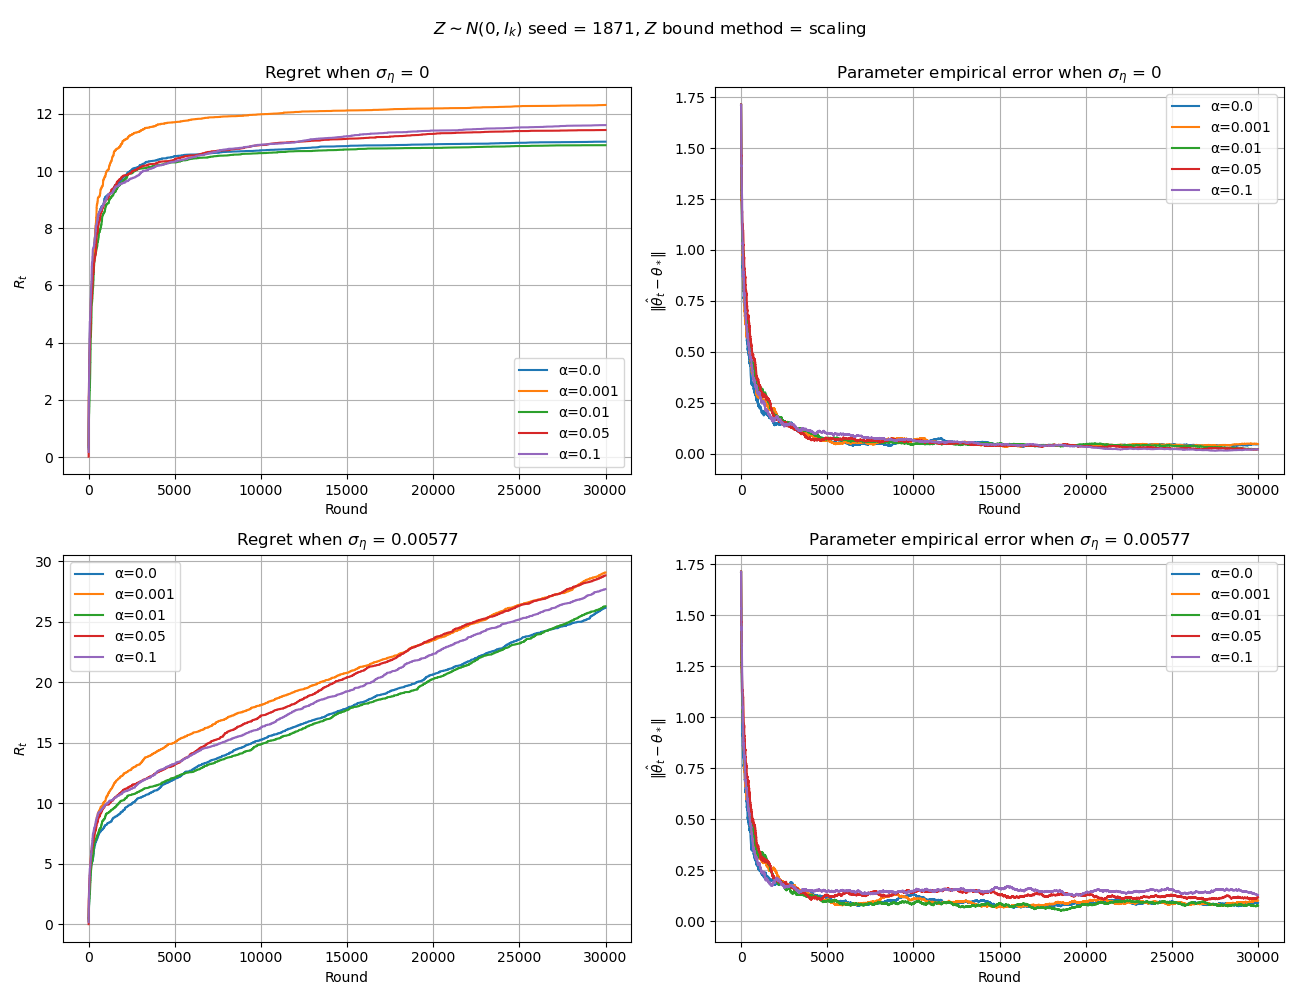 Z ∼ N(0, I_k) seed = 1871, Z bound method = scaling
Regret when σ_η = 0
R_t
12
10
8
6
4
2
0
0 5000 10000 15000 20000 25000 30000
Round
α=0.0
α=0.001
α=0.01
α=0.05
α=0.1
Parameter empirical error when σ_η = 0
‖θ̂_t − θ_*‖
1.75
1.50
1.25
1.00
0.75
0.50
0.25
0.00
0 5000 10000 15000 20000 25000 30000
Round
α=0.0
α=0.001
α=0.01
α=0.05
α=0.1
Regret when σ_η = 0.00577
R_t
30
25
20
15
10
5
0
0 5000 10000 15000 20000 25000 30000
Round
α=0.0
α=0.001
α=0.01
α=0.05
α=0.1
Parameter empirical error when σ_η = 0.00577
‖θ̂_t − θ_*‖
1.75
1.50
1.25
1.00
0.75
0.50
0.25
0.00
0 5000 10000 15000 20000 25000 30000
Round
α=0.0
α=0.001
α=0.01
α=0.05
α=0.1